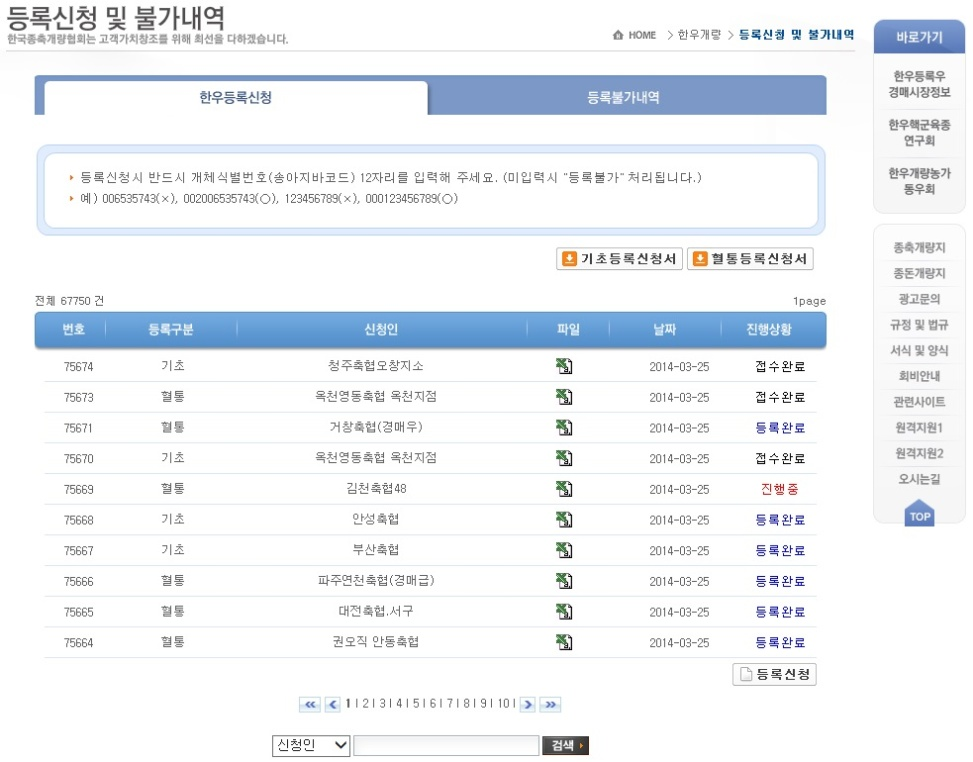 등록신청 및 불가내역
한국종축개량협회는 고객가치창조를 위해 최선을 다하겠습니다.
HOME > 한우개량 > 등록신청 및 불가내역
한우등록신청 등록불가내역
등록신청시 반드시 개체식별번호(송아지바코드) 12자리를 입력해 주세요. (미입력시 "등록불가" 처리됩니다.)
예) 006535743(×), 002006535743(○), 123456789(×), 000123456789(○)
기초등록신청서 혈통등록신청서
전체 67750 건 1page
번호 등록구분 신청인 파일 날짜 진행상황
75674 기초 청주축협오창지소 2014-03-25 접수완료
75673 혈통 옥천영동축협 옥천지점 2014-03-25 접수완료
75671 혈통 거창축협(경매우) 2014-03-25 등록완료
75670 기초 옥천영동축협 옥천지점 2014-03-25 접수완료
75669 혈통 김천축협48 2014-03-25 진행중
75668 기초 안성축협 2014-03-25 등록완료
75667 기초 부산축협 2014-03-25 등록완료
75666 혈통 파주연천축협(경매급) 2014-03-25 등록완료
75665 혈통 대전축협.서구 2014-03-25 등록완료
75664 혈통 권오직 안동축협 2014-03-25 등록완료
등록신청
1 | 2 | 3 | 4 | 5 | 6 | 7 | 8 | 9 | 10 |
신청인 검색
바로가기
한우등록우
경매시장정보
한우핵군육종
연구회
한우개량농가
동우회
종축개량지
종돈개량지
광고문의
규정 및 법규
서식 및 양식
회비안내
관련사이트
원격지원1
원격지원2
오시는길
TOP